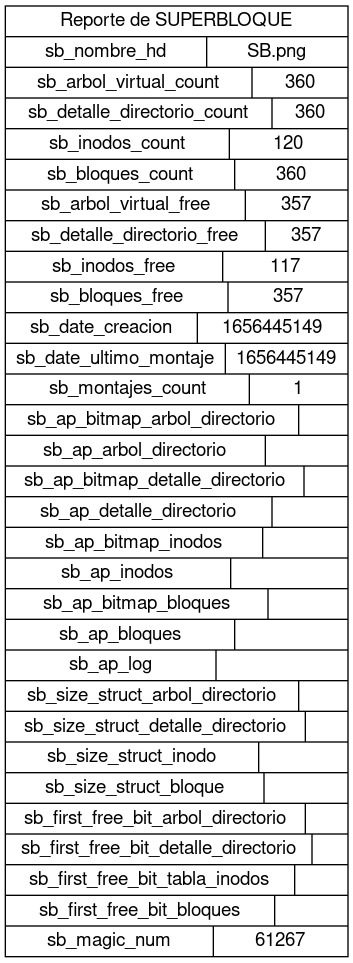 Reporte de SUPERBLOQUE
sb_nombre_hd SB.png
sb_arbol_virtual_count 360
sb_detalle_directorio_count 360
sb_inodos_count 120
sb_bloques_count 360
sb_arbol_virtual_free 357
sb_detalle_directorio_free 357
sb_inodos_free 117
sb_bloques_free 357
sb_date_creacion 1656445149
sb_date_ultimo_montaje 1656445149
sb_montajes_count 1
sb_ap_bitmap_arbol_directorio
sb_ap_arbol_directorio
sb_ap_bitmap_detalle_directorio
sb_ap_detalle_directorio
sb_ap_bitmap_inodos
sb_ap_inodos
sb_ap_bitmap_bloques
sb_ap_bloques
sb_ap_log
sb_size_struct_arbol_directorio
sb_size_struct_detalle_directorio
sb_size_struct_inodo
sb_size_struct_bloque
sb_first_free_bit_arbol_directorio
sb_first_free_bit_detalle_directorio
sb_first_free_bit_tabla_inodos
sb_first_free_bit_bloques
sb_magic_num 61267